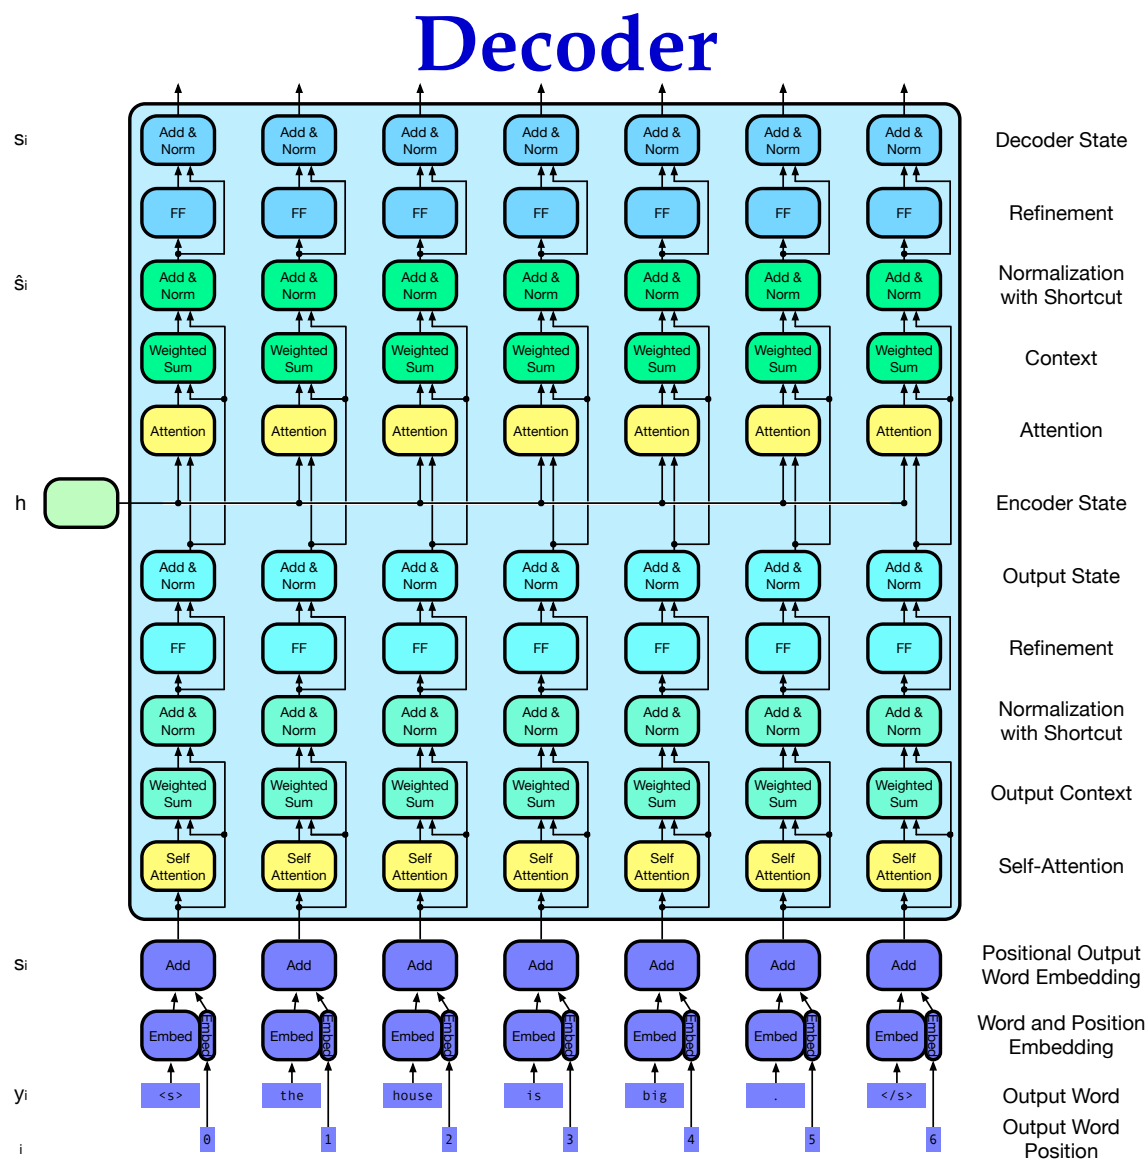 Decoder
si Add & Norm Add & Norm Add & Norm Add & Norm Add & Norm Add & Norm Add & Norm Decoder State
FF FF FF FF FF FF FF Refinement
ŝi Add & Norm Add & Norm Add & Norm Add & Norm Add & Norm Add & Norm Add & Norm Normalization with Shortcut
Weighted Sum Weighted Sum Weighted Sum Weighted Sum Weighted Sum Weighted Sum Weighted Sum Context
Attention Attention Attention Attention Attention Attention Attention Attention
h Encoder State
Add & Norm Add & Norm Add & Norm Add & Norm Add & Norm Add & Norm Add & Norm Output State
FF FF FF FF FF FF FF Refinement
Add & Norm Add & Norm Add & Norm Add & Norm Add & Norm Add & Norm Add & Norm Normalization with Shortcut
Weighted Sum Weighted Sum Weighted Sum Weighted Sum Weighted Sum Weighted Sum Weighted Sum Output Context
Self Attention Self Attention Self Attention Self Attention Self Attention Self Attention Self Attention Self-Attention
si Add Add Add Add Add Add Add Positional Output Word Embedding
Embed Embed Embed Embed Embed Embed Embed Embed Embed Embed Embed Embed Embed Embed Word and Position Embedding
yi <s> the house is big . </s> Output Word
i 0 1 2 3 4 5 6 Output Word Position